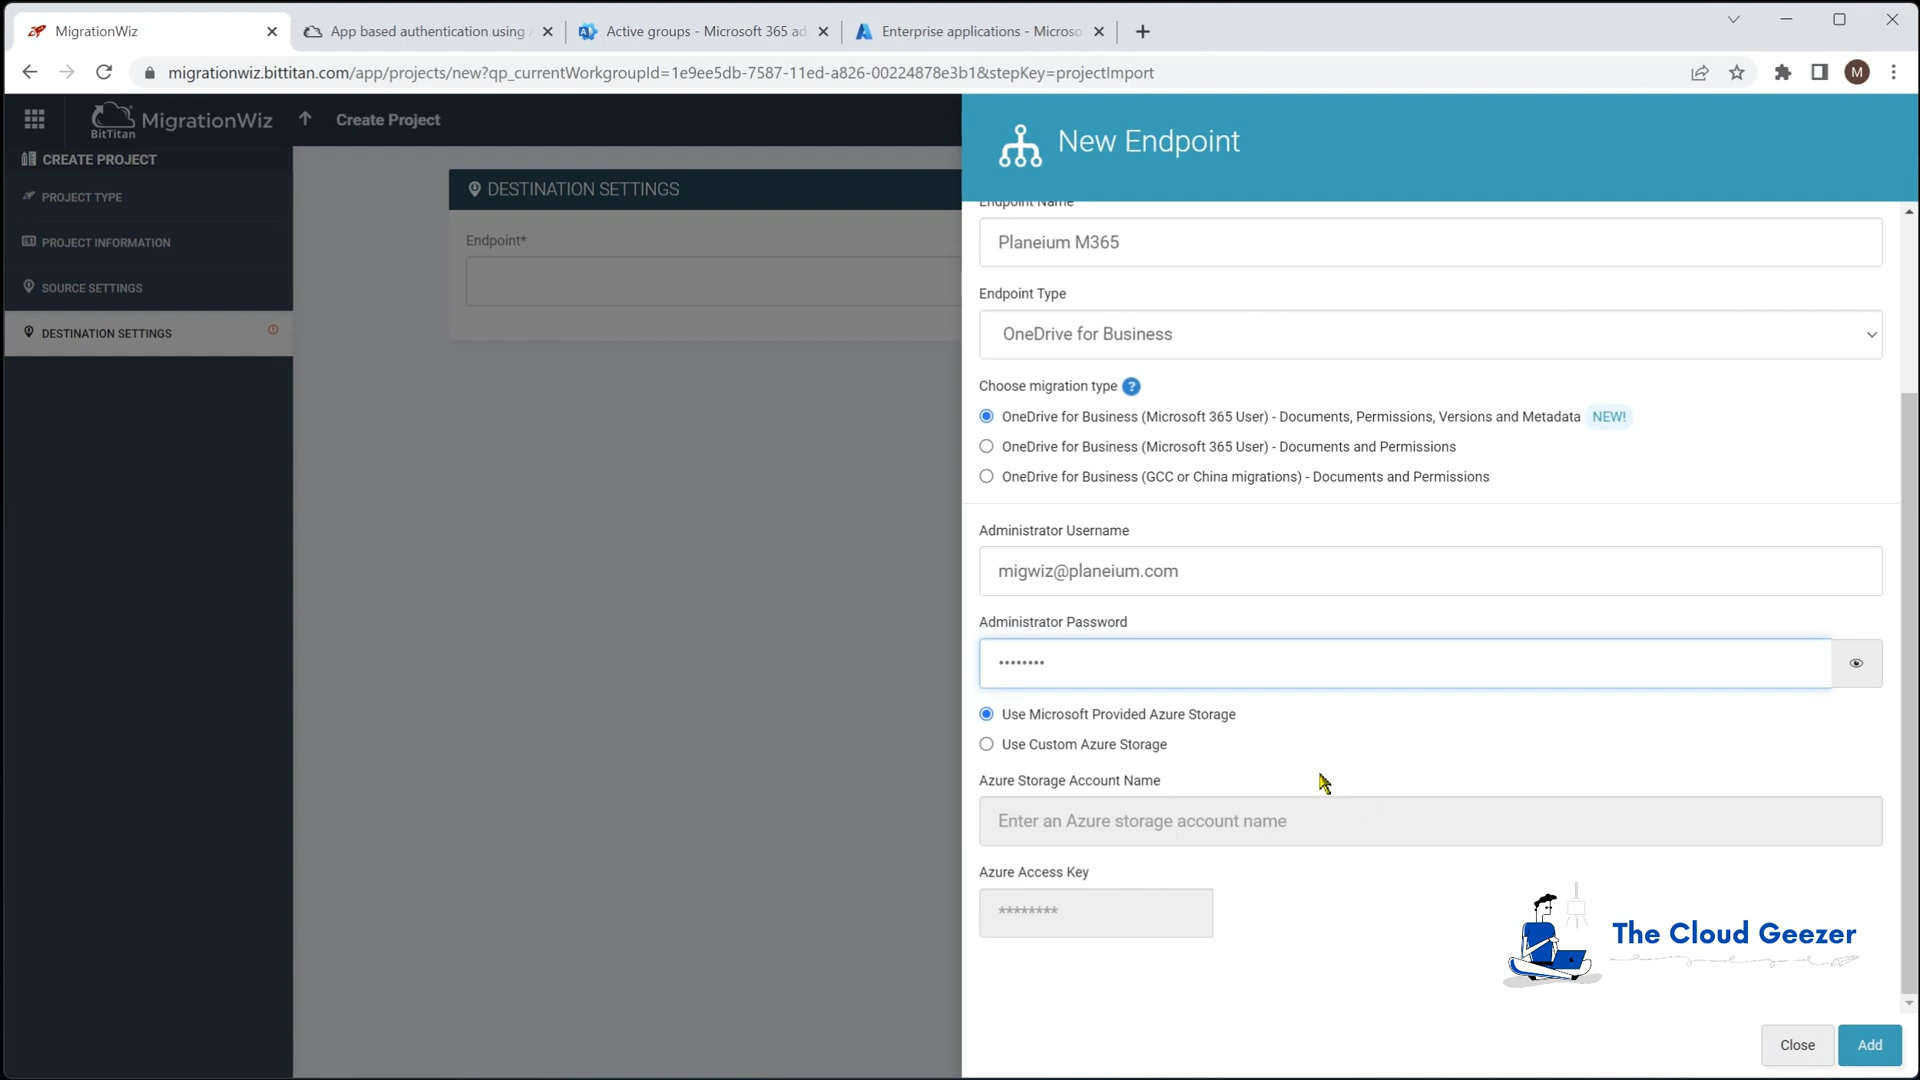 MigrationWiz
App based authentication using
Active groups - Microsoft 365 ad
Enterprise applications - Microso
migrationwiz.bittitan.com/app/projects/new?qp_currentWorkgroupId=1e9ee5db-7587-11ed-a826-00224878e3b1&stepKey=projectImport
M
BitTitan MigrationWiz
Create Project
New Endpoint
CREATE PROJECT
PROJECT TYPE
PROJECT INFORMATION
SOURCE SETTINGS
DESTINATION SETTINGS
DESTINATION SETTINGS
Endpoint*
Endpoint Name
Planeium M365
Endpoint Type
OneDrive for Business
Choose migration type ?
OneDrive for Business (Microsoft 365 User) - Documents, Permissions, Versions and Metadata NEW!
OneDrive for Business (Microsoft 365 User) - Documents and Permissions
OneDrive for Business (GCC or China migrations) - Documents and Permissions
Administrator Username
migwiz@planeium.com
Administrator Password
••••••••
Use Microsoft Provided Azure Storage
Use Custom Azure Storage
Azure Storage Account Name
Enter an Azure storage account name
Azure Access Key
********
The Cloud Geezer
Close
Add